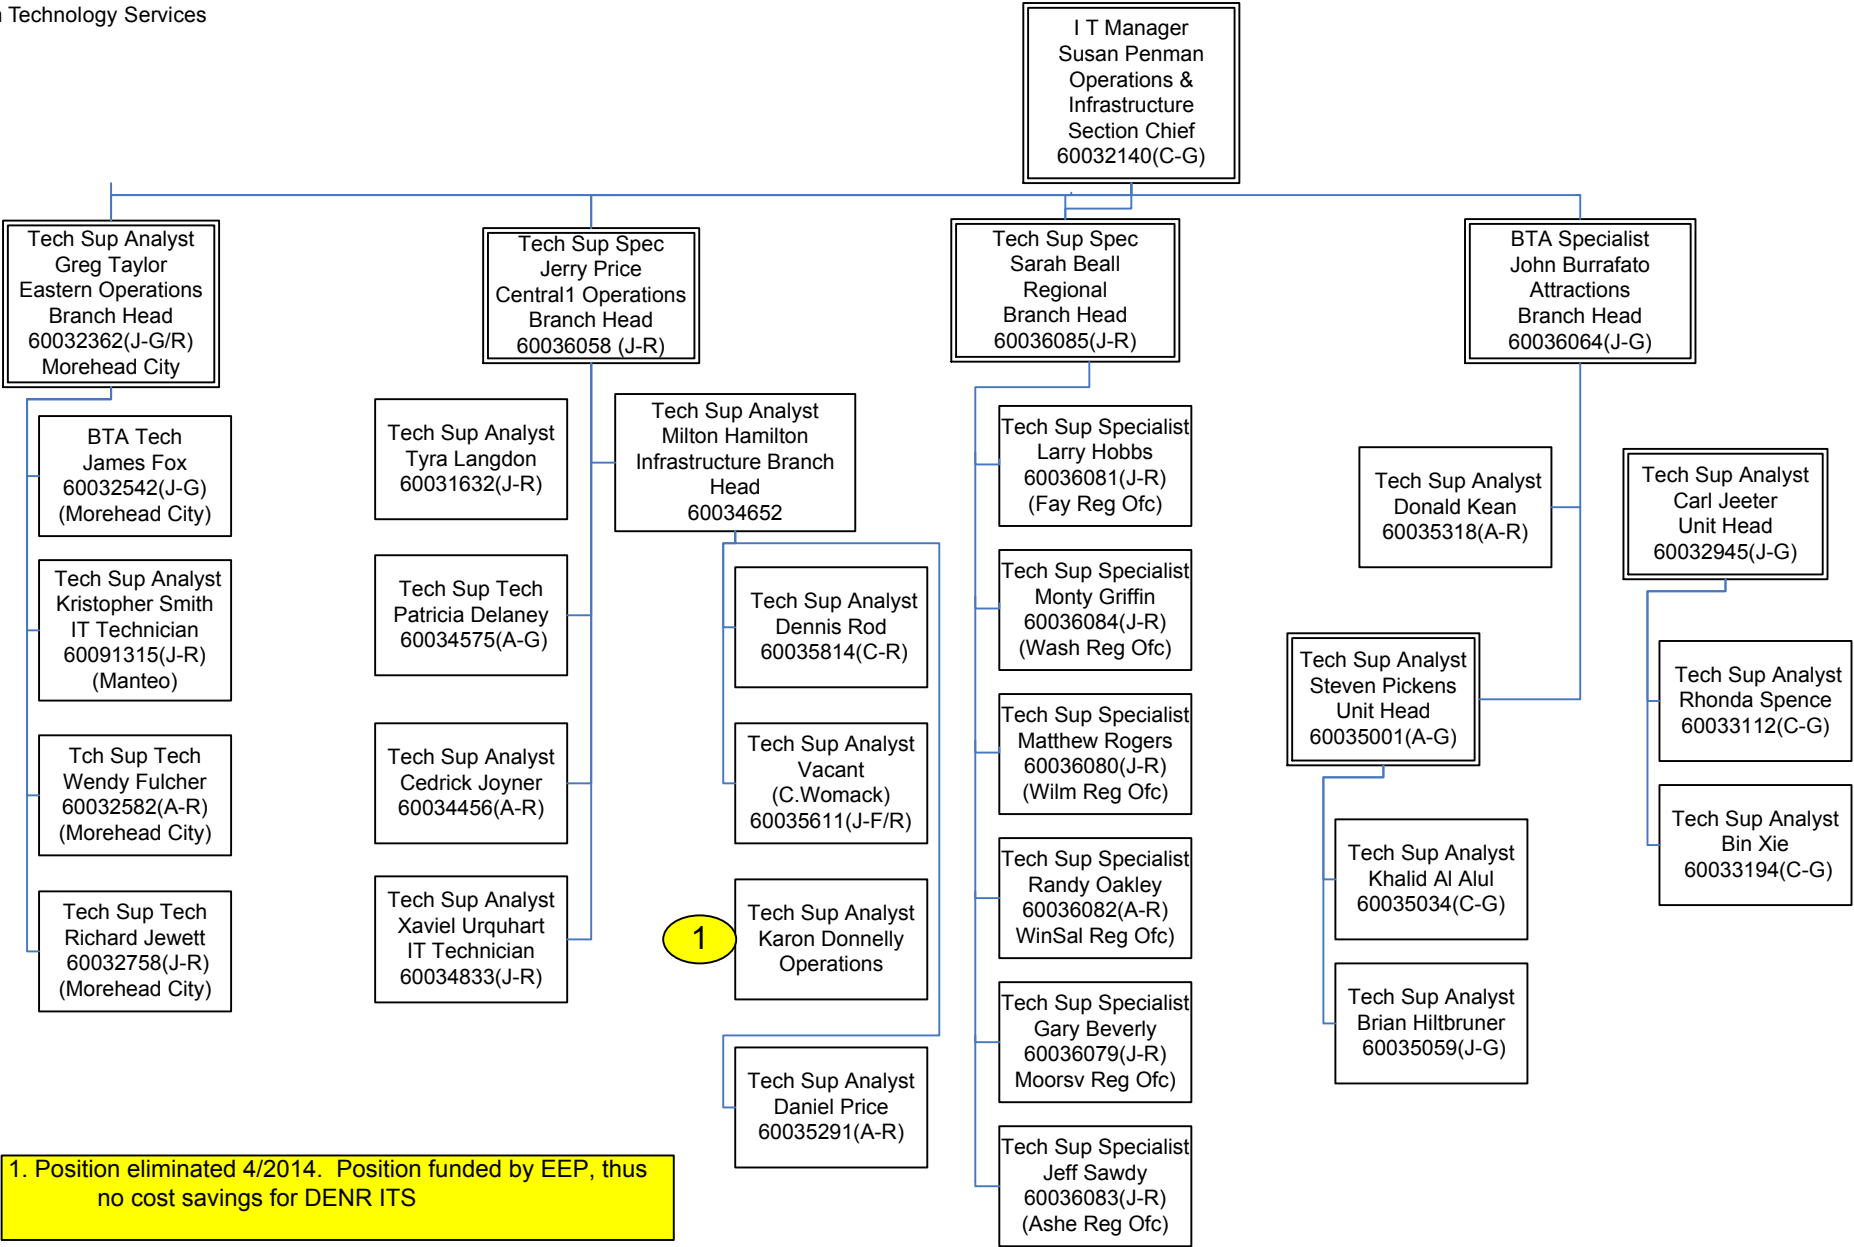 Technology Services
I T Manager
Susan Penman
Operations &
Infrastructure
Section Chief
60032140(C-G)
Tech Sup Analyst
Greg Taylor
Eastern Operations
Branch Head
60032362(J-G/R)
Morehead City
BTA Tech
James Fox
60032542(J-G)
(Morehead City)
Tech Sup Analyst
Kristopher Smith
IT Technician
60091315(J-R)
(Manteo)
Tch Sup Tech
Wendy Fulcher
60032582(A-R)
(Morehead City)
Tech Sup Tech
Richard Jewett
60032758(J-R)
(Morehead City)
Tech Sup Spec
Jerry Price
Central1 Operations
Branch Head
60036058 (J-R)
Tech Sup Analyst
Tyra Langdon
60031632(J-R)
Tech Sup Tech
Patricia Delaney
60034575(A-G)
Tech Sup Analyst
Cedrick Joyner
60034456(A-R)
Tech Sup Analyst
Xaviel Urquhart
IT Technician
60034833(J-R)
Tech Sup Analyst
Milton Hamilton
Infrastructure Branch
Head
60034652
Tech Sup Analyst
Dennis Rod
60035814(C-R)
Tech Sup Analyst
Vacant
(C.Womack)
60035611(J-F/R)
1
Tech Sup Analyst
Karon Donnelly
Operations
Tech Sup Analyst
Daniel Price
60035291(A-R)
Tech Sup Spec
Sarah Beall
Regional
Branch Head
60036085(J-R)
Tech Sup Specialist
Larry Hobbs
60036081(J-R)
(Fay Reg Ofc)
Tech Sup Specialist
Monty Griffin
60036084(J-R)
(Wash Reg Ofc)
Tech Sup Specialist
Matthew Rogers
60036080(J-R)
(Wilm Reg Ofc)
Tech Sup Specialist
Randy Oakley
60036082(A-R)
WinSal Reg Ofc)
Tech Sup Specialist
Gary Beverly
60036079(J-R)
Moorsv Reg Ofc)
Tech Sup Specialist
Jeff Sawdy
60036083(J-R)
(Ashe Reg Ofc)
BTA Specialist
John Burrafato
Attractions
Branch Head
60036064(J-G)
Tech Sup Analyst
Donald Kean
60035318(A-R)
Tech Sup Analyst
Steven Pickens
Unit Head
60035001(A-G)
Tech Sup Analyst
Khalid Al Alul
60035034(C-G)
Tech Sup Analyst
Brian Hiltbruner
60035059(J-G)
Tech Sup Analyst
Carl Jeeter
Unit Head
60032945(J-G)
Tech Sup Analyst
Rhonda Spence
60033112(C-G)
Tech Sup Analyst
Bin Xie
60033194(C-G)
1. Position eliminated 4/2014. Position funded by EEP, thus
no cost savings for DENR ITS